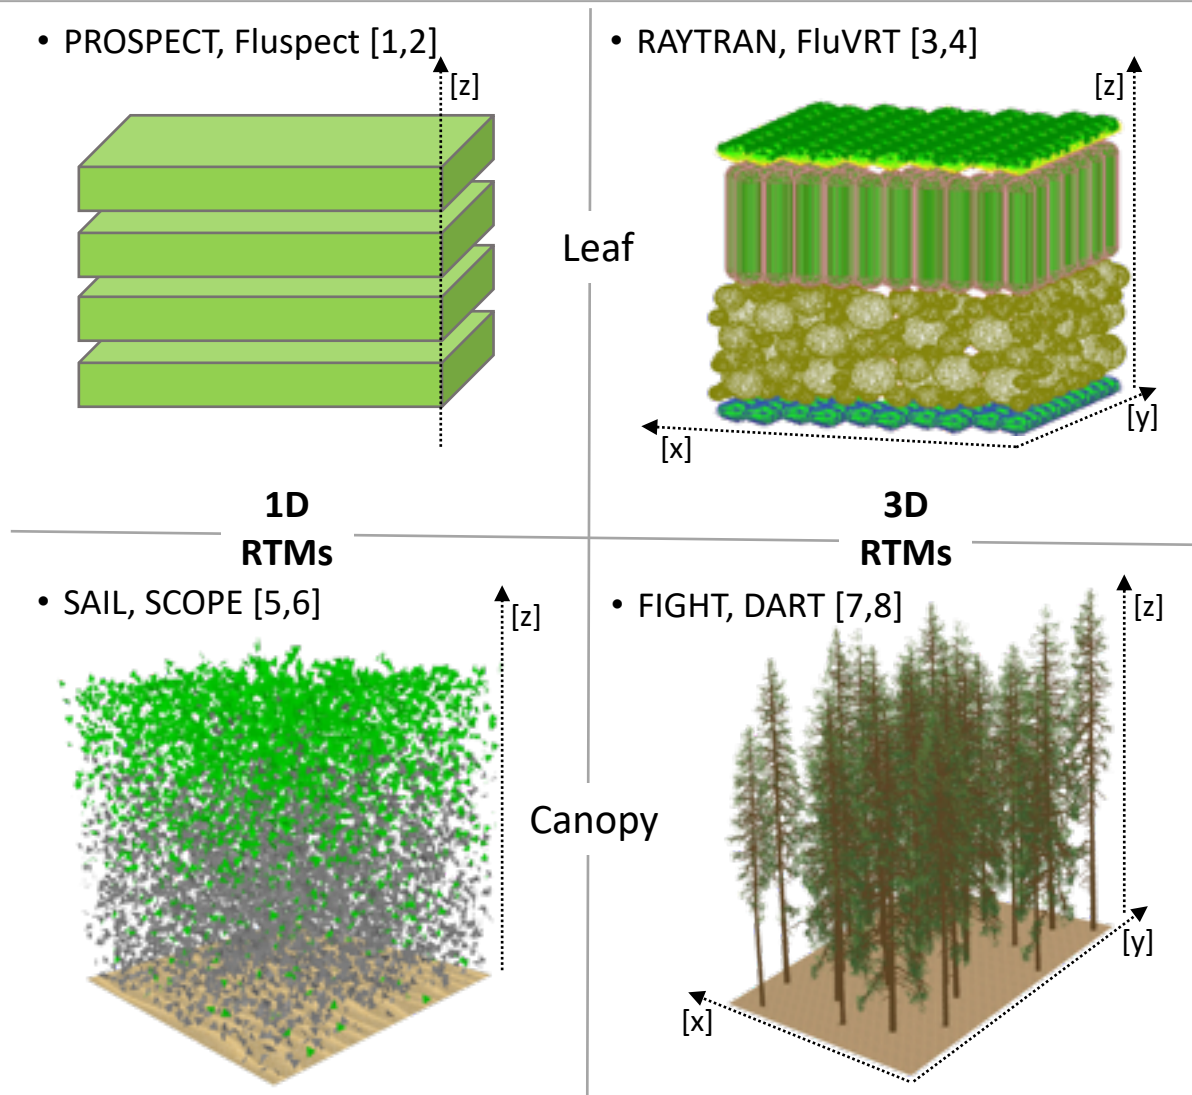 • PROSPECT, Fluspect [1,2]
[z]
• RAYTRAN, FluVRT [3,4]
[z]
Leaf
[y]
[x]
1D
RTMs
3D
RTMs
• SAIL, SCOPE [5,6]
[z]
• FIGHT, DART [7,8]
[z]
Canopy
[y]
[x]